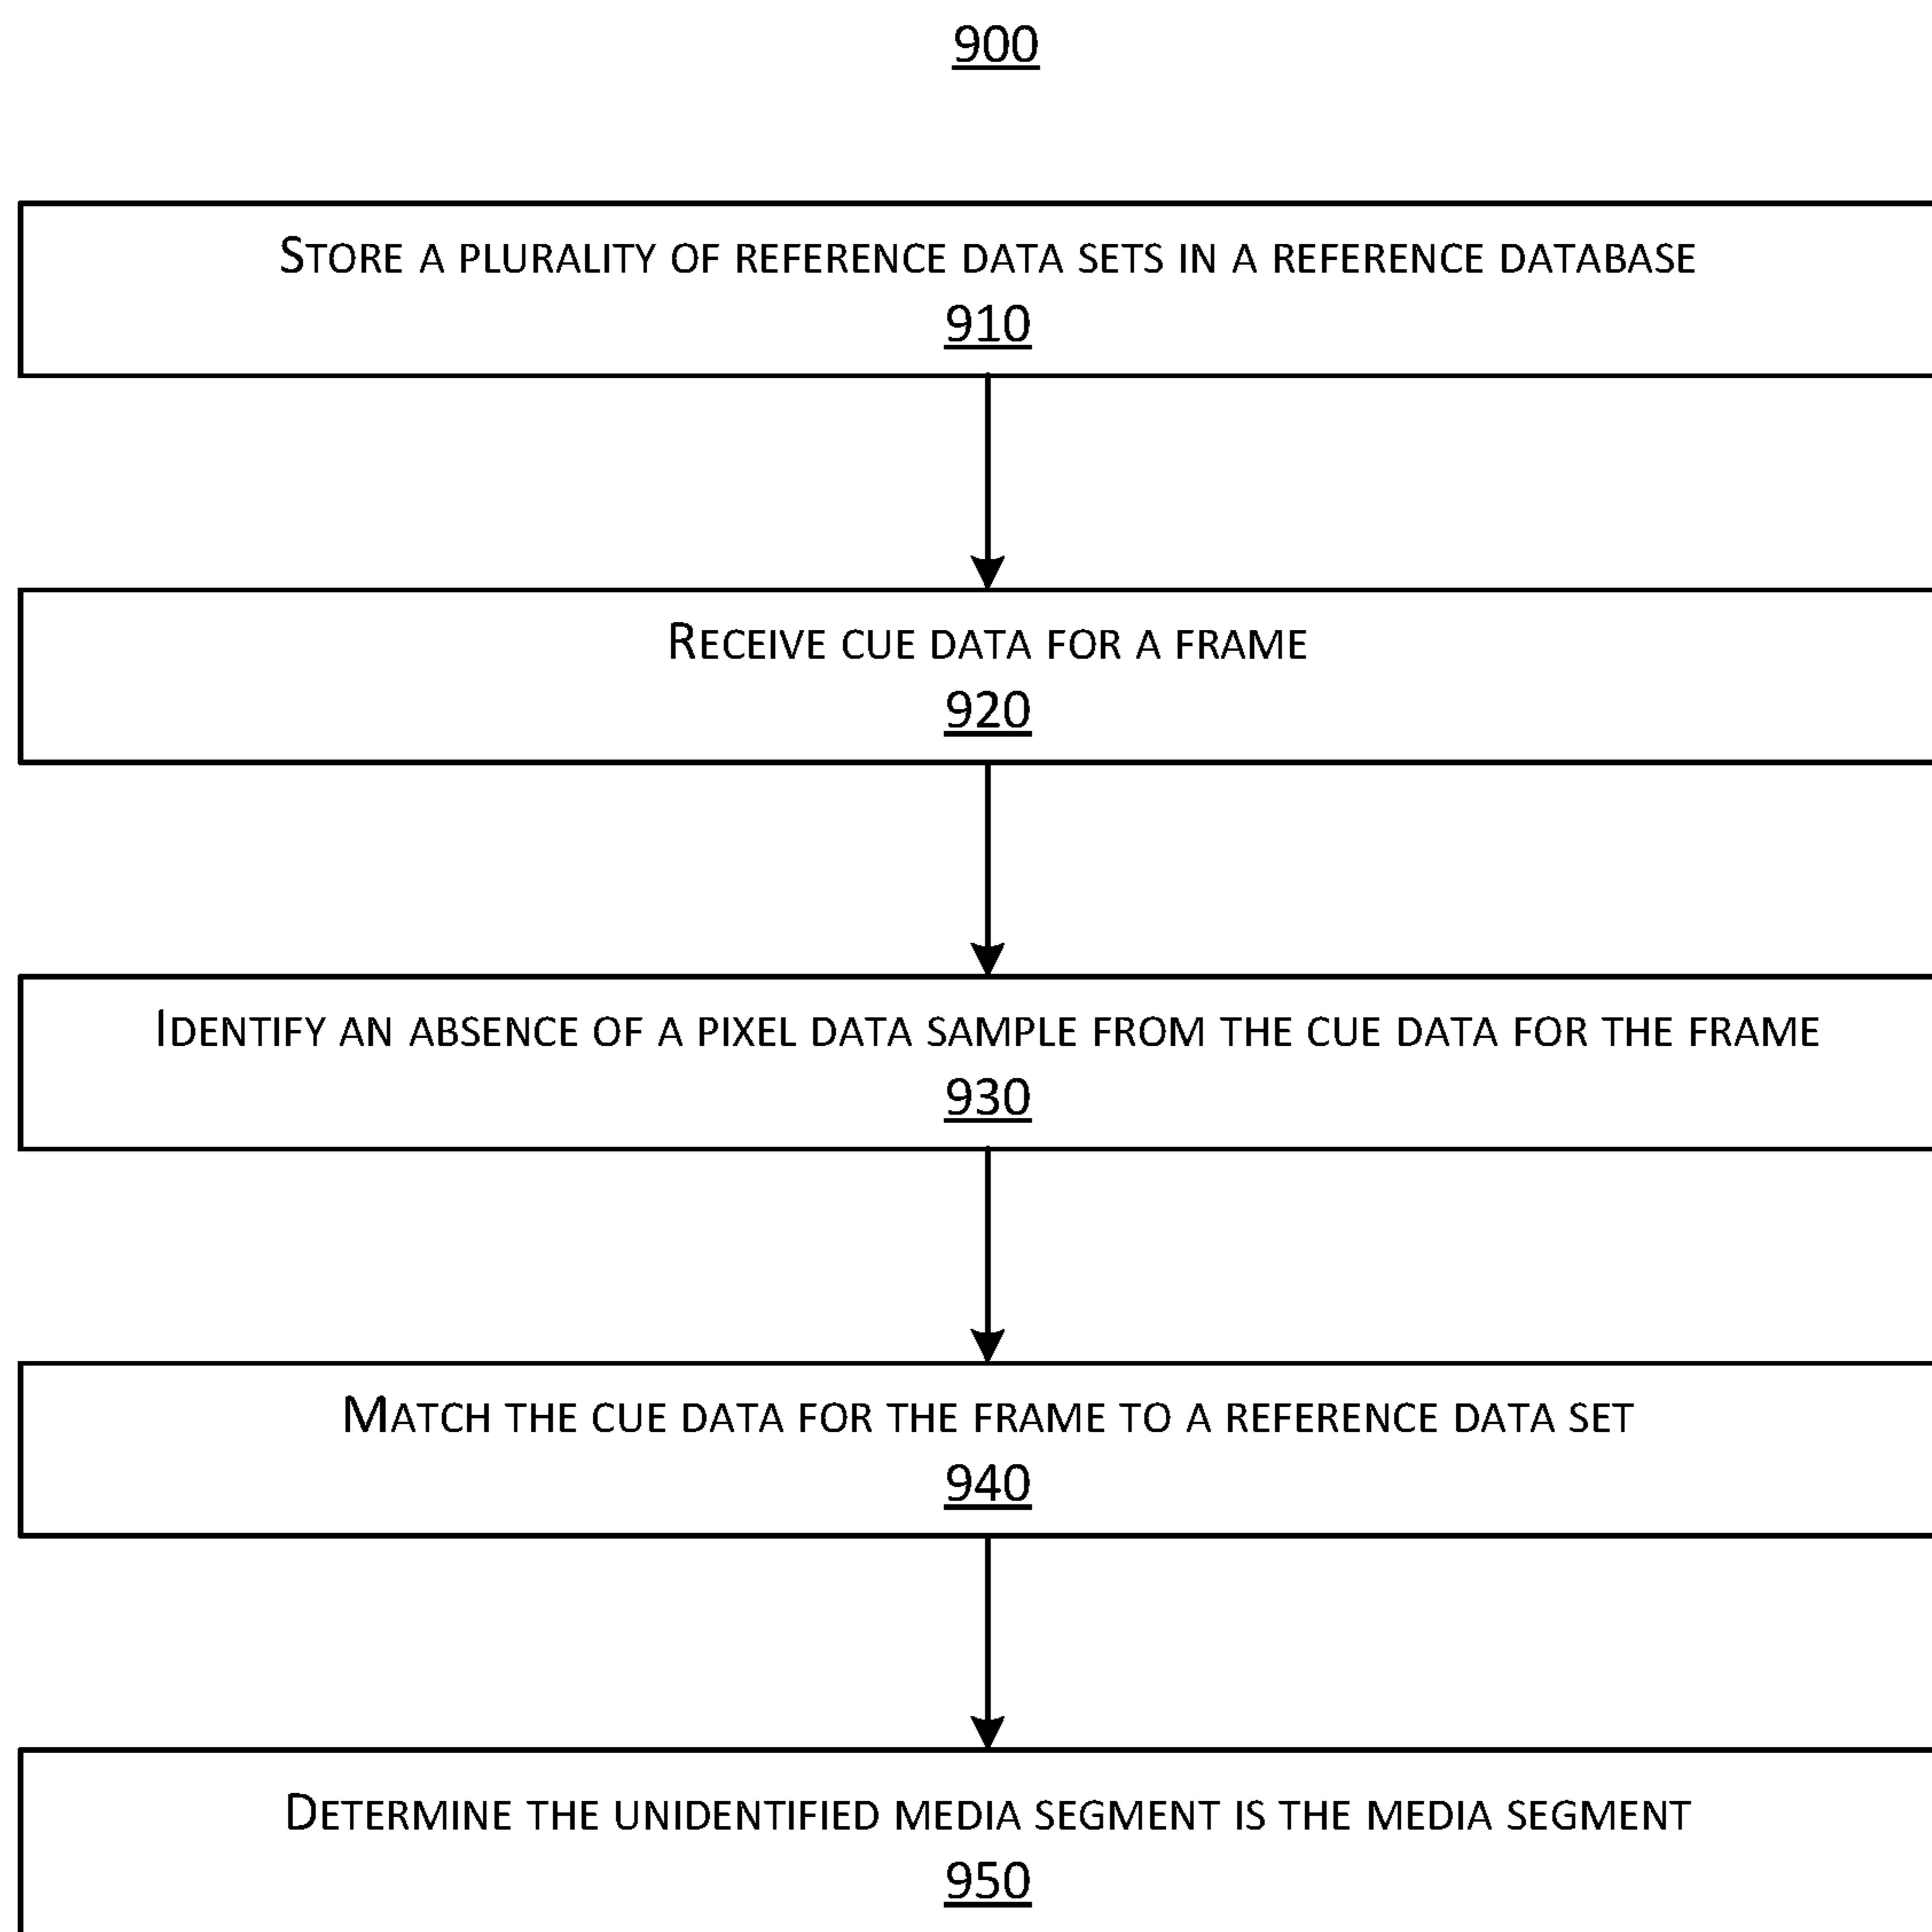 900
Store a plurality of reference data sets in a reference database
910
Receive cue data for a frame
920
Identify an absence of a pixel data sample from the cue data for the frame
930
Match the cue data for the frame to a reference data set
940
Determine the unidentified media segment is the media segment
950